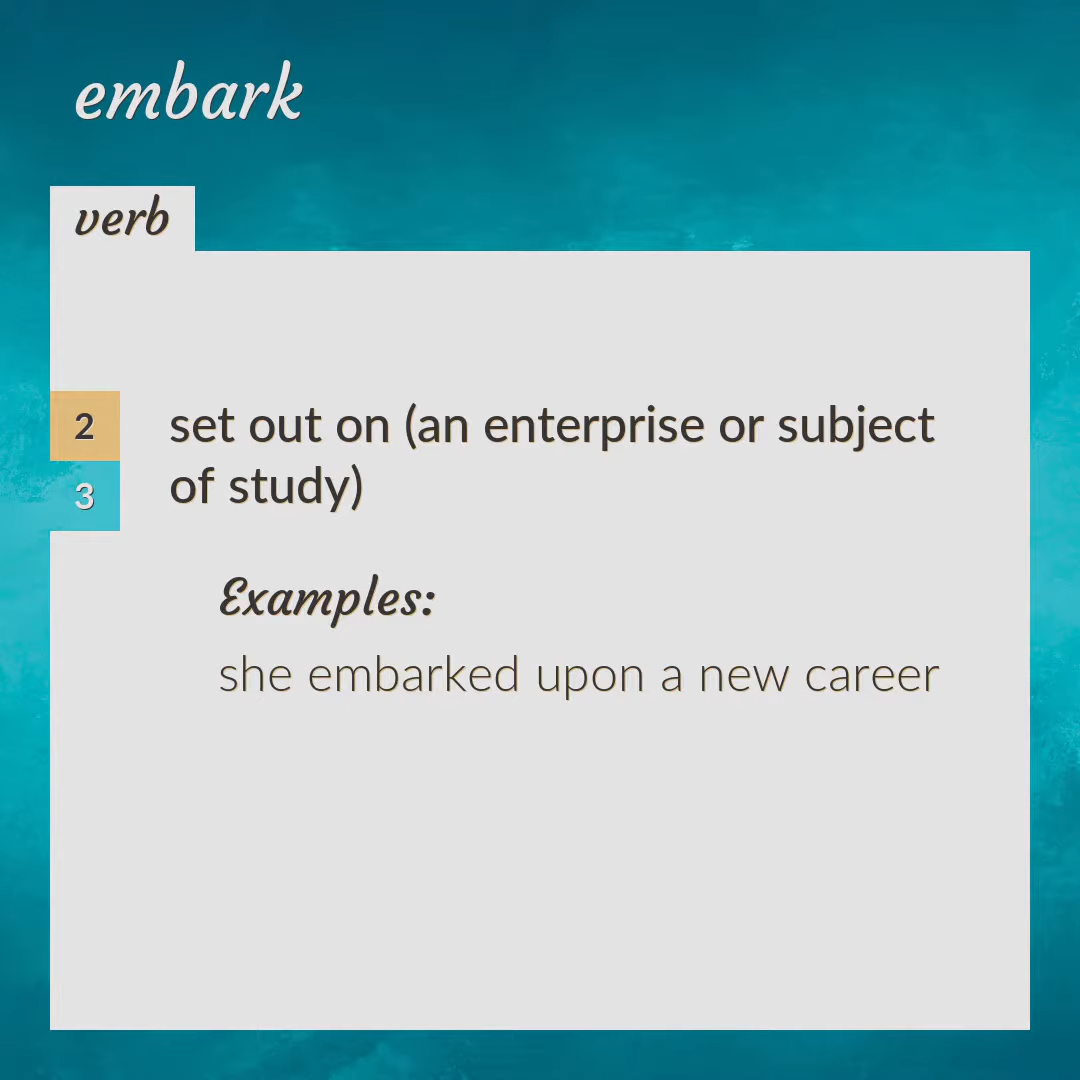 embark
verb
2
set out on (an enterprise or subject
3
of study)
Examples:
she embarked upon a new career